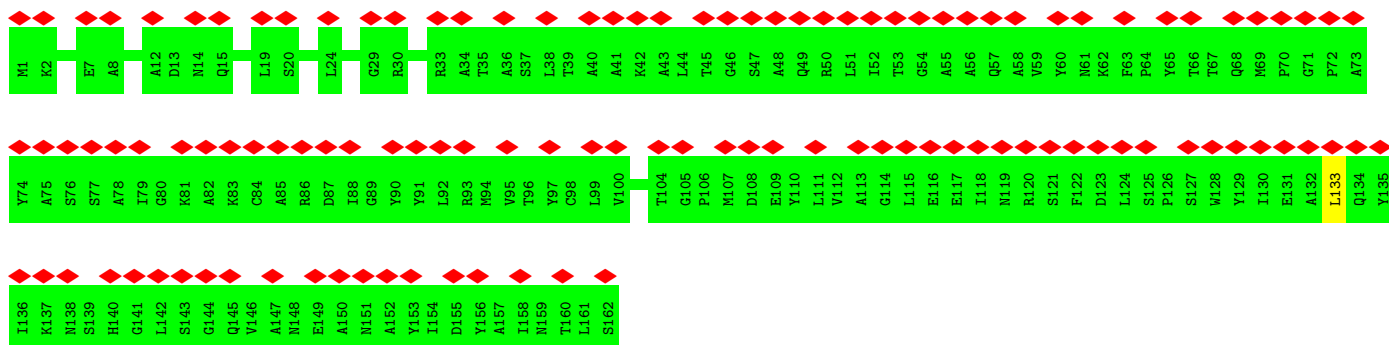 M1 K2 E7 A8 A12 D13 N14 Q15 L19 S20 L24 G29 R30 R33 A34 T35 A36 S37 L38 T39 A40 A41 K42 A43 L44 T45 G46 S47 A48 Q49 R50 L51 I52 T53 G54 A55 A56 Q57 A58 V59 Y60 N61 K62 F63 P64 Y65 T66 T67 Q68 M69 P70 G71 P72 A73
Y74 A75 S76 S77 A78 I79 G80 K81 A82 K83 C84 A85 R86 D87 I88 G89 Y90 Y91 L92 R93 M94 V95 T96 Y97 C98 L99 V100 T104 G105 P106 M107 D108 E109 Y110 L111 V112 A113 G114 L115 E116 E117 I118 N119 R120 S121 F122 D123 L124 S125 P126 S127 W128 Y129 I130 E131 A132 L133 Q134 Y135
I136 K137 N138 S139 H140 G141 L142 S143 G144 Q145 V146 A147 N148 E149 A150 N151 A152 Y153 I154 D155 Y156 A157 I158 N159 T160 L161 S162